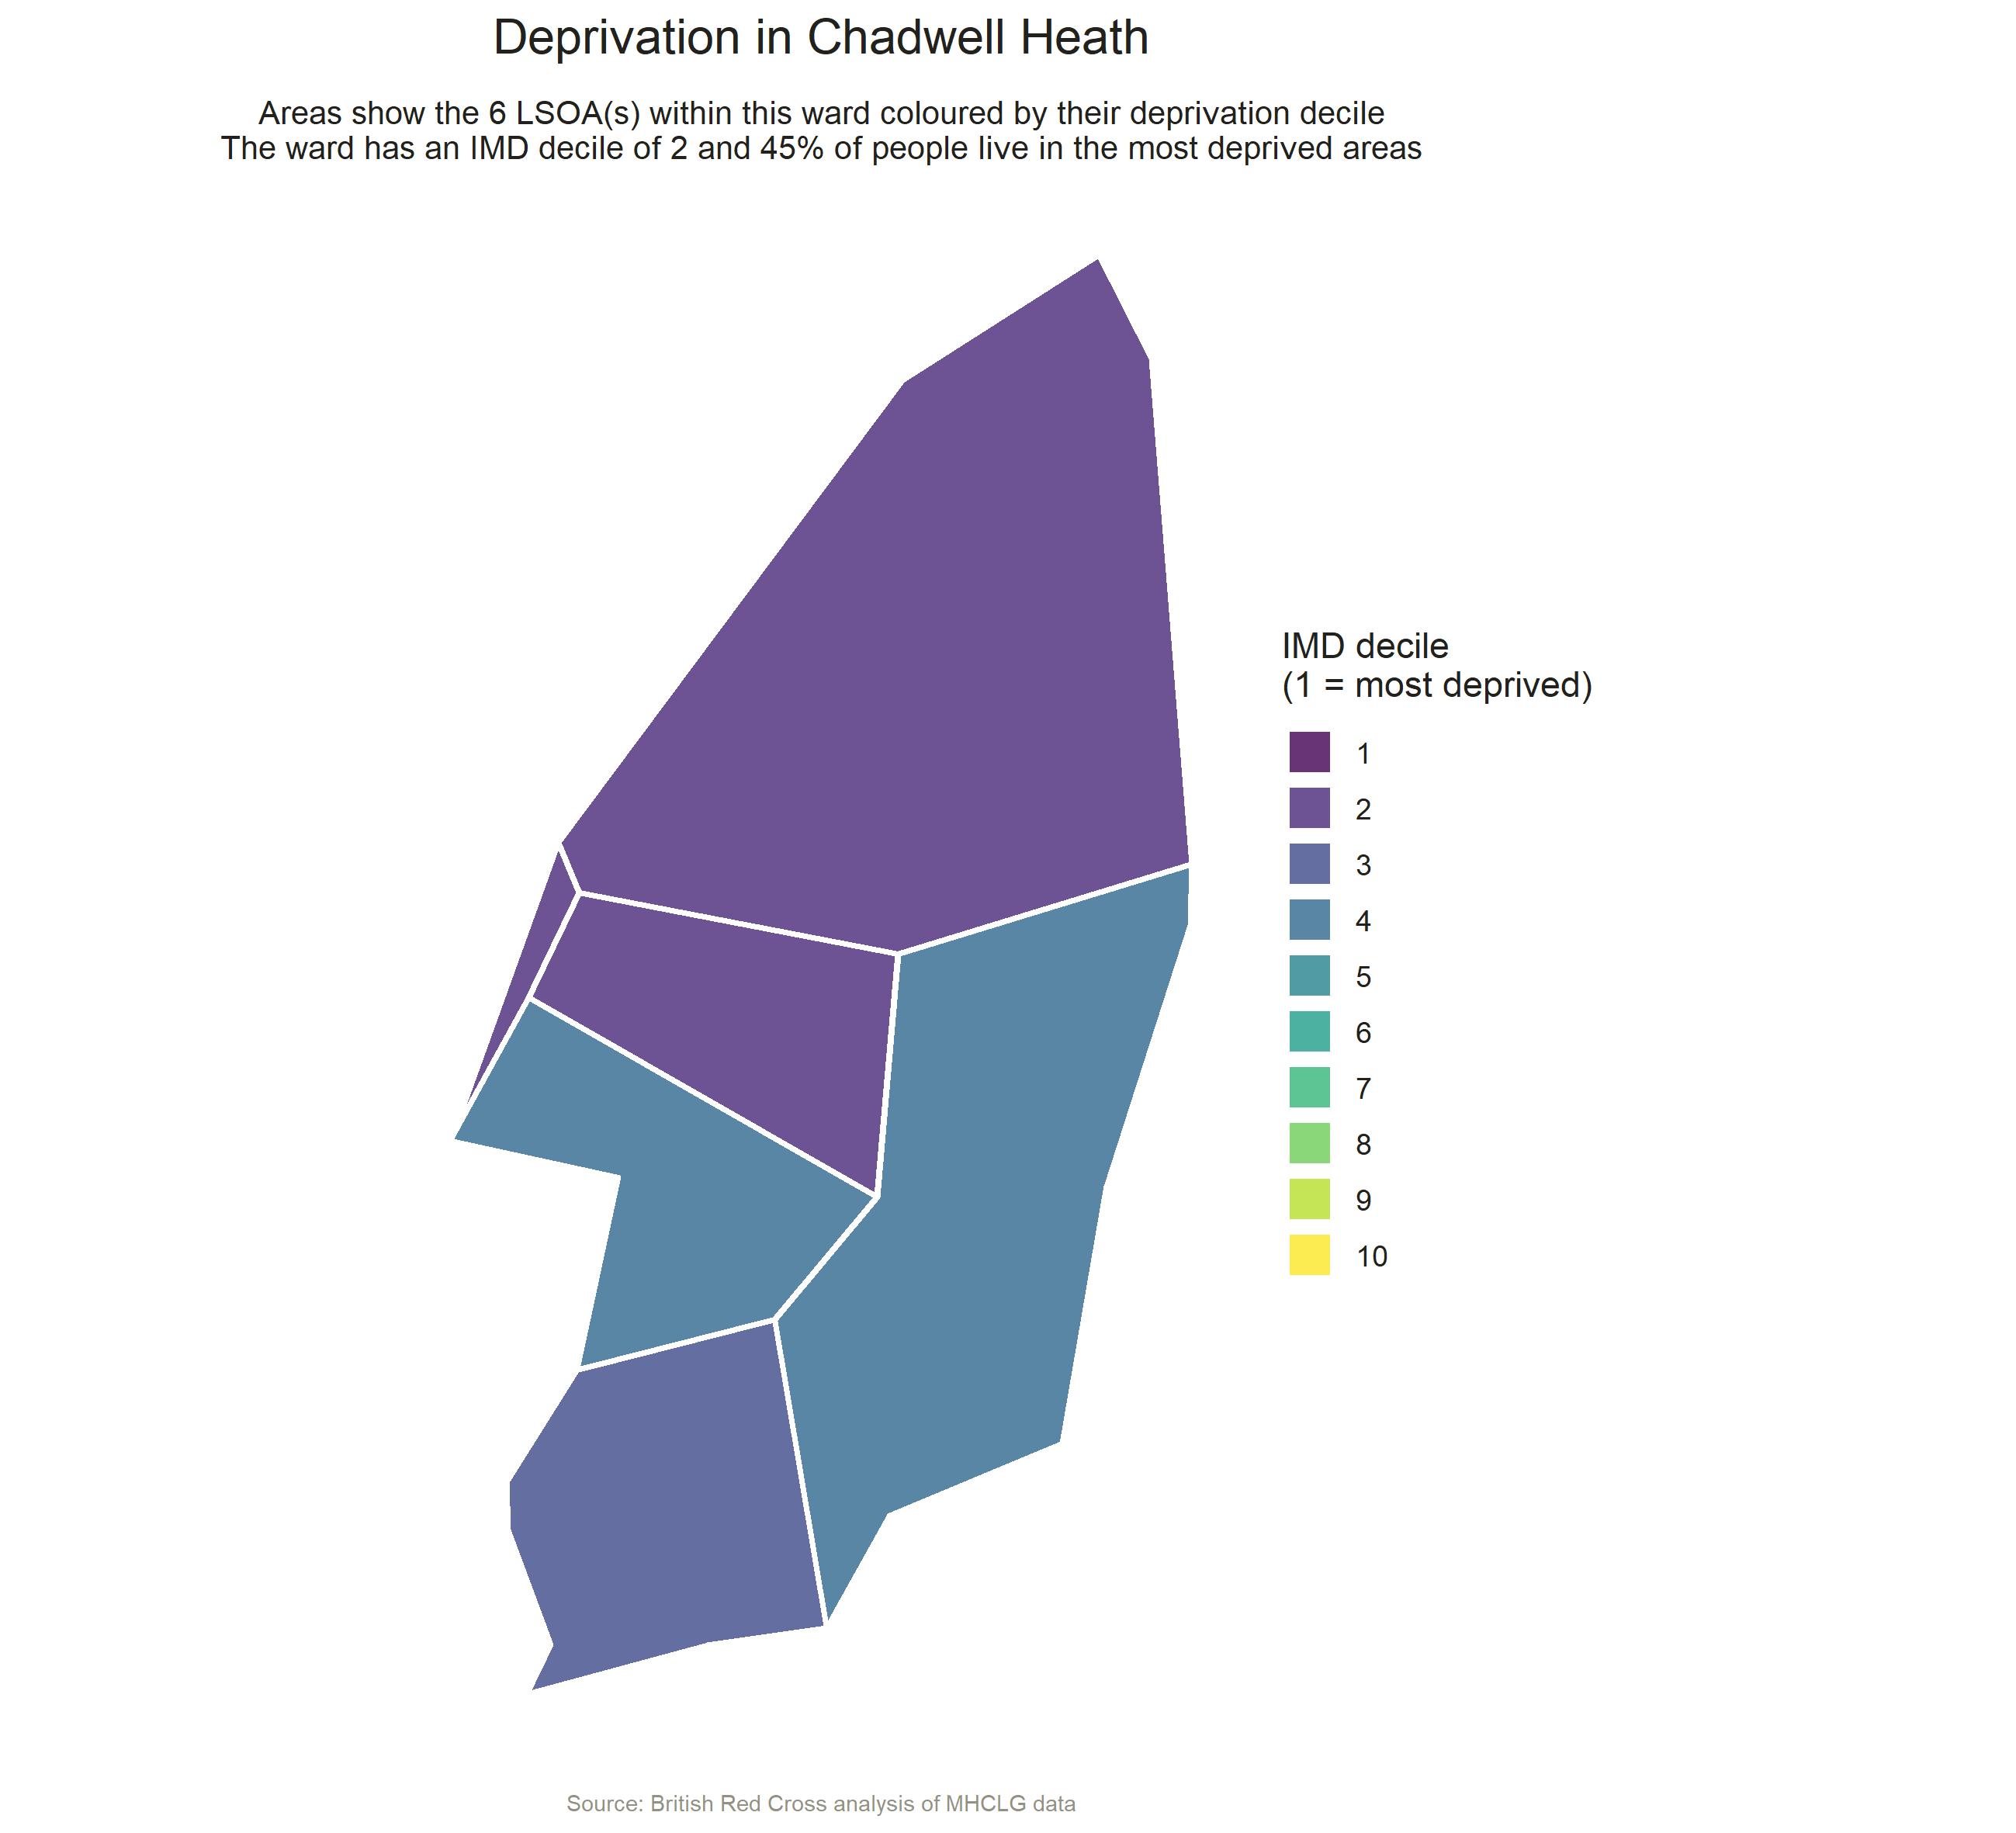 Deprivation in Chadwell Heath
Areas show the 6 LSOA(s) within this ward coloured by their deprivation decile
The ward has an IMD decile of 2 and 45% of people live in the most deprived areas
IMD decile
(1 = most deprived)
1
2
3
4
5
6
7
8
9
10
Source: British Red Cross analysis of MHCLG data